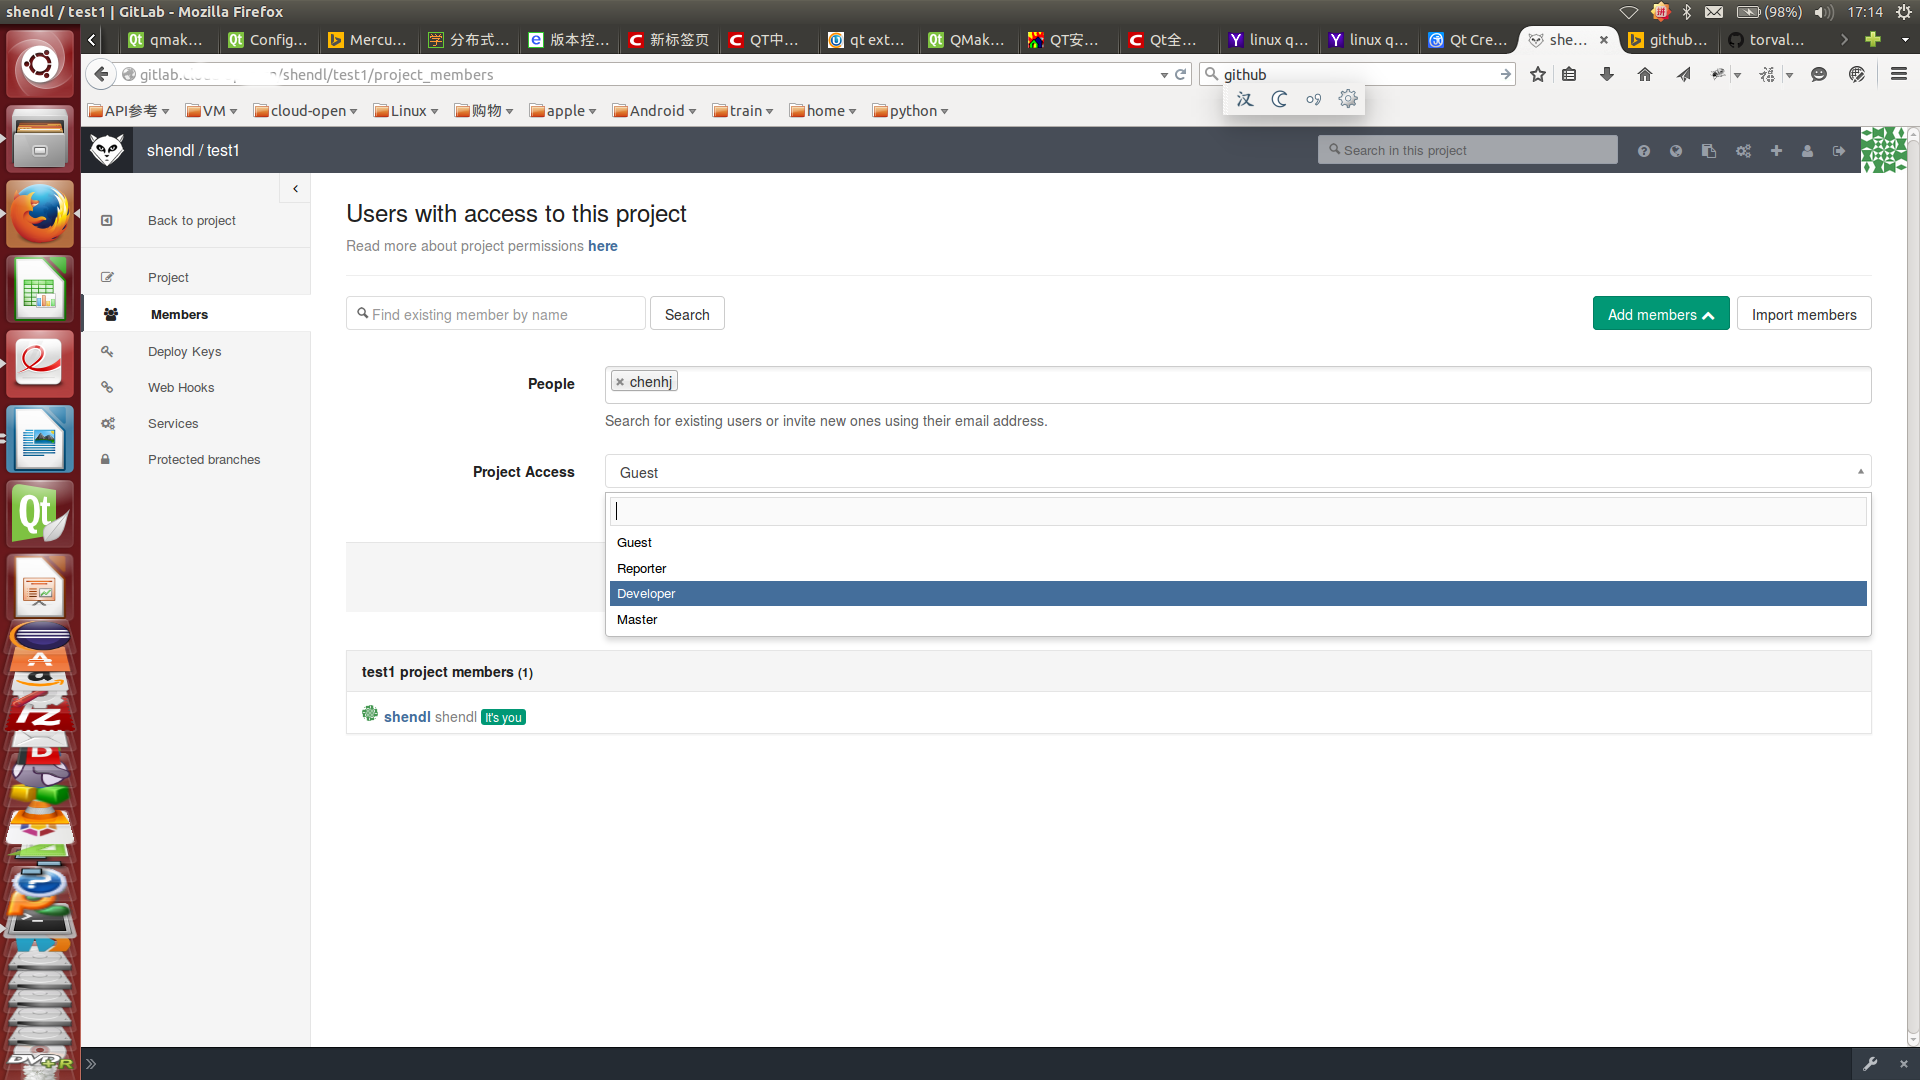 shendl / test1 | GitLab - Mozilla Firefox
(98%) 17:14
qmak...
Config...
Mercu...
分布式...
版本控...
新标签页
QT中...
qt ext...
QMak...
QT安...
Qt全...
linux q...
linux q...
Qt Cre...
she...
github...
torval...
/shendl/test1/project_members
github
API参考
VM
cloud-open
Linux
购物
apple
Android
train
home
python
汉
shendl / test1
Search in this project
Back to project
Project
Members
Deploy Keys
Web Hooks
Services
Protected branches
Users with access to this project
Read more about project permissions here
Find existing member by name
Search
Add members
Import members
People
chenhj
Search for existing users or invite new ones using their email address.
Project Access
Guest
Guest
Reporter
Developer
Master
test1 project members (1)
shendl shendl It's you